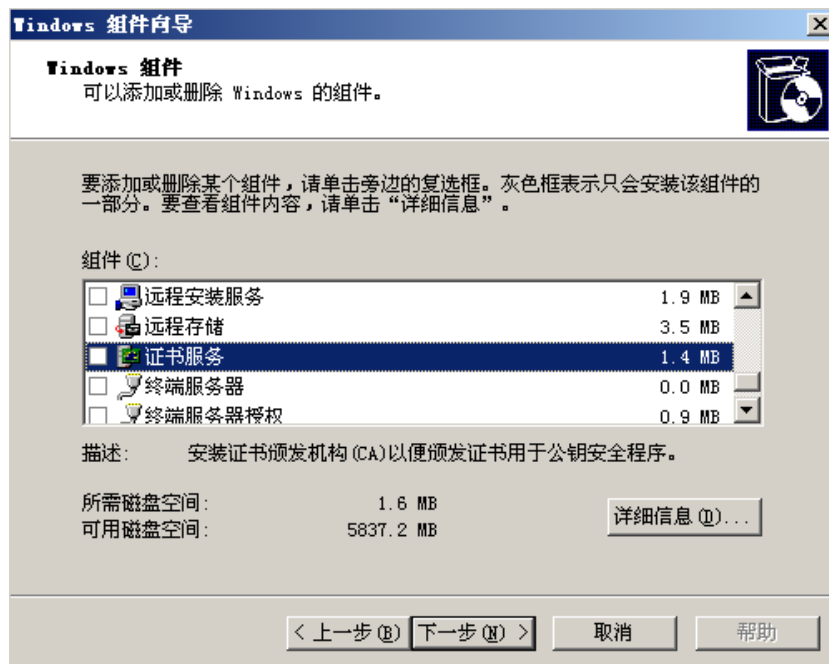 Windows 组件向导
Windows 组件
可以添加或删除 Windows 的组件。
要添加或删除某个组件，请单击旁边的复选框。灰色框表示只会安装该组件的
一部分。要查看组件内容，请单击“详细信息”。
组件(C):
远程安装服务 1.9 MB
远程存储 3.5 MB
证书服务 1.4 MB
终端服务器 0.0 MB
终端服务器授权 0.9 MB
描述: 安装证书颁发机构(CA)以便颁发证书用于公钥安全程序。
所需磁盘空间: 1.6 MB
可用磁盘空间: 5837.2 MB
详细信息(D)...
< 上一步(B) 下一步(N) > 取消 帮助